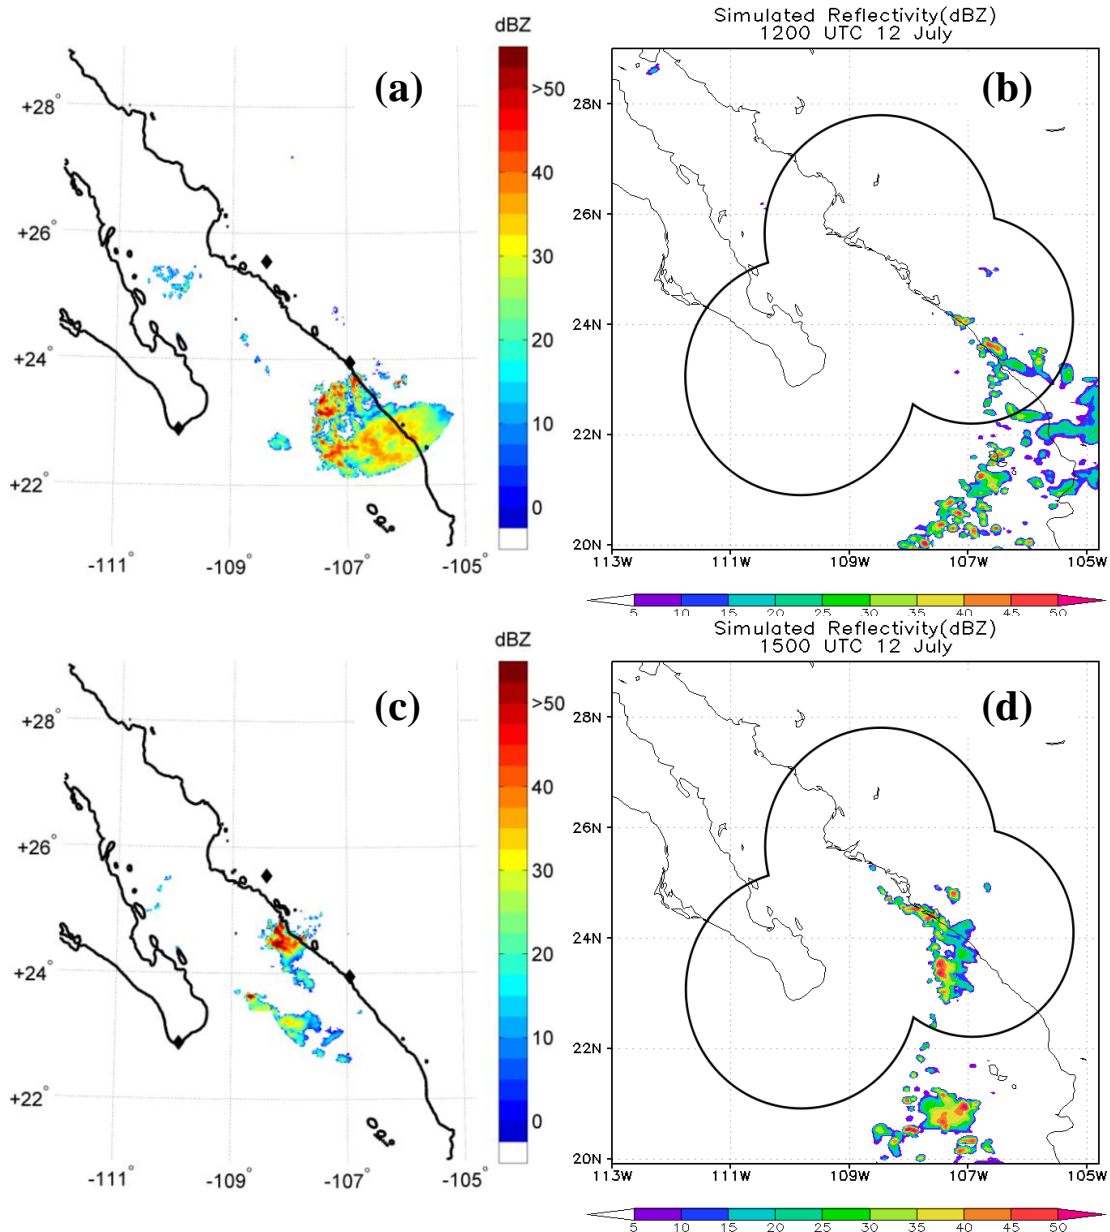 dBZ
(a)
+28°
+26°
+24°
+22°
-111 -109° -107° -105°
>50
40
30
20
10
0
Simulated Reflectivity(dBZ)
1200 UTC 12 July
(b)
28N
26N
24N
22N
20N
113W 111W 109W 107W 105W
5 10 15 20 25 30 35 40 45 50
dBZ
(c)
+28°
+26°
+24°
+22°
-111° -109° -107° -105°
>50
40
30
20
10
0
Simulated Reflectivity(dBZ)
1500 UTC 12 July
(d)
28N
26N
24N
22N
20N
113W 111W 109W 107W 105W
5 10 15 20 25 30 35 40 45 50